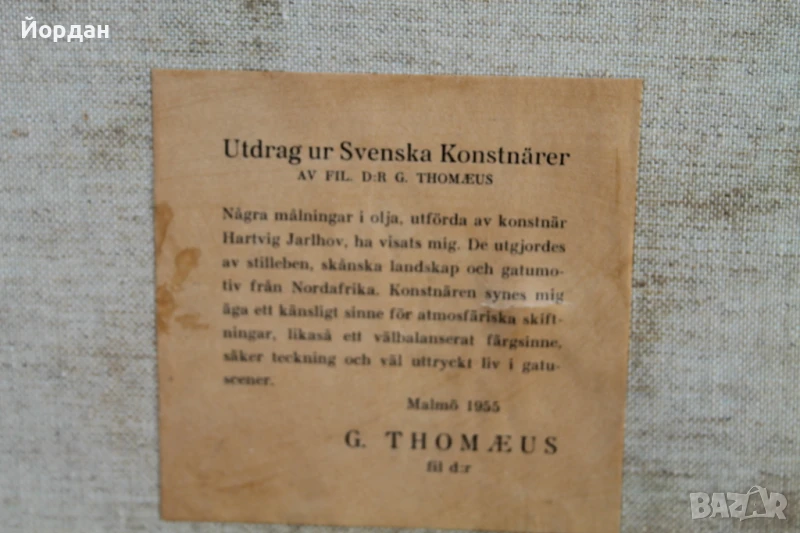 Йордан
Utdrag ur Svenska Konstnärer
AV FIL. D:R G. THOMÆUS
Några målningar i olja, utförda av konstnär
Hartvig Jarlhov, ha visats mig. De utgjordes
av stilleben, skånska landskap och gatumo-
tiv från Nordafrika. Konstnären synes mig
äga ett känsligt sinne för atmosfäriska skift-
ningar, likaså ett välbalanserat färgsinne,
säker teckning och väl uttryckt liv i gatu-
scener.
Malmö 1955
G. THOMÆUS
fil d:r
BAZAR